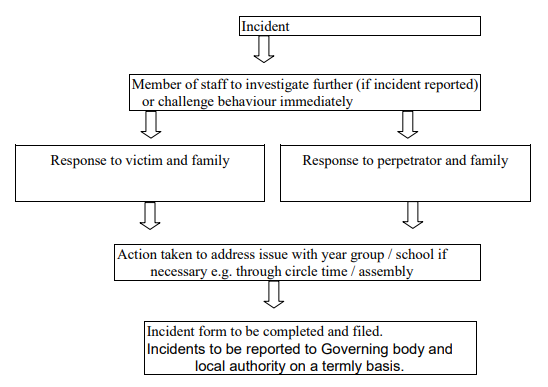 Incident
Member of staff to investigate further (if incident reported)
or challenge behaviour immediately
Response to victim and family
Response to perpetrator and family
Action taken to address issue with year group / school if
necessary e.g. through circle time / assembly
Incident form to be completed and filed.
Incidents to be reported to Governing body and
local authority on a termly basis.